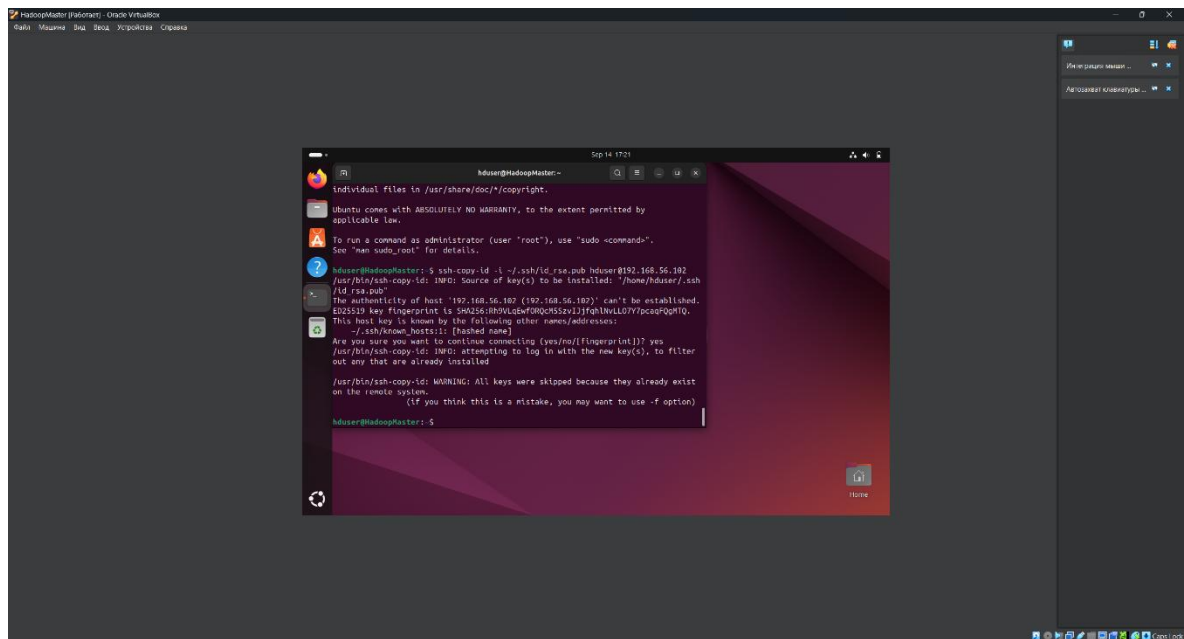 HadoopMaster [Работает] - Oracle VirtualBox
Файл Машина Вид Ввод Устройства Справка
Интеграция мыши ...
Автозахват клавиатуры ...
Sep 14 17:21
hduser@HadoopMaster: ~
individual files in /usr/share/doc/*/copyright.
Ubuntu comes with ABSOLUTELY NO WARRANTY, to the extent permitted by
applicable law.
To run a command as administrator (user "root"), use "sudo <command>".
See "man sudo_root" for details.
hduser@HadoopMaster:~$ ssh-copy-id -i ~/.ssh/id_rsa.pub hduser@192.168.56.102
/usr/bin/ssh-copy-id: INFO: Source of key(s) to be installed: "/home/hduser/.ssh
/id_rsa.pub"
The authenticity of host '192.168.56.102 (192.168.56.102)' can't be established.
ED25519 key fingerprint is
This host key is known by the following other names/addresses:
~/.ssh/known_hosts:1: [hashed name]
Are you sure you want to continue connecting (yes/no/[fingerprint])? yes
/usr/bin/ssh-copy-id: INFO: attempting to log in with the new key(s), to filter
out any that are already installed
/usr/bin/ssh-copy-id: WARNING: All keys were skipped because they already exist
on the remote system.
(if you think this is a mistake, you may want to use -f option)
hduser@HadoopMaster:~$
Home
Caps Lock